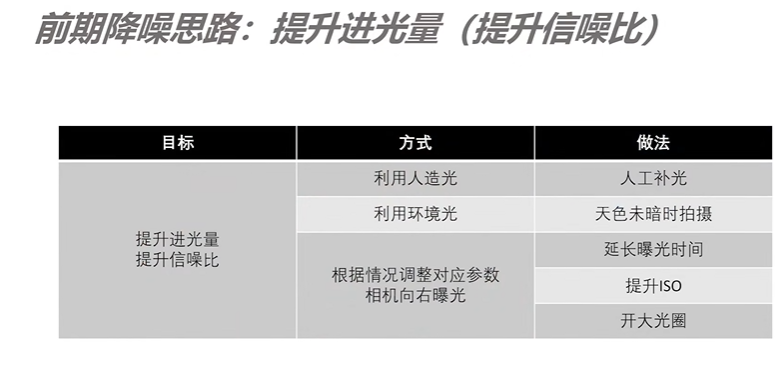 前期降噪思路：提升进光量（提升信噪比）
目标 方式 做法
利用人造光 人工补光
利用环境光 天色未暗时拍摄
提升进光量
提升信噪比
根据情况调整对应参数
相机向右曝光
延长曝光时间
提升ISO
开大光圈